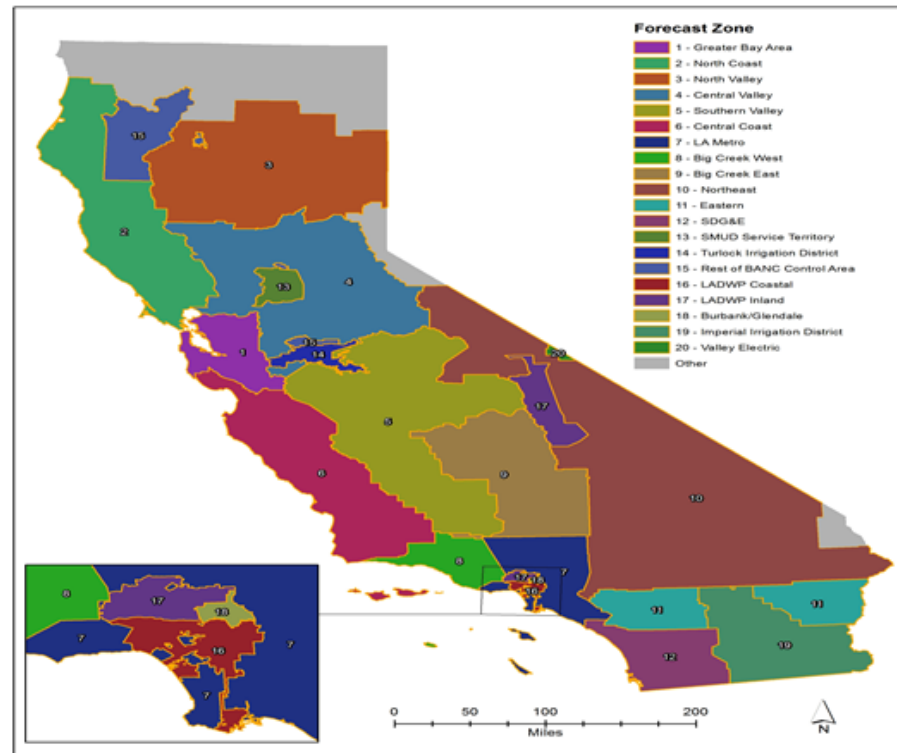 Forecast Zone
1 - Greater Bay Area
2 - North Coast
3 - North Valley
4 - Central Valley
5 - Southern Valley
6 - Central Coast
7 - LA Metro
8 - Big Creek West
9 - Big Creek East
10 - Northeast
11 - Eastern
12 - SDG&E
13 - SMUD Service Territory
14 - Turlock Irrigation District
15 - Rest of BANC Control Area
16 - LADWP Coastal
17 - LADWP Inland
18 - Burbank/Glendale
19 - Imperial Irrigation District
20 - Valley Electric
Other
15
3
2
4
13
1
15
14
20
17
5
6
9
10
8
7
17
18
16
11
11
12
19
8
17
18
7
16
7
7
0 50 100 200
Miles
N